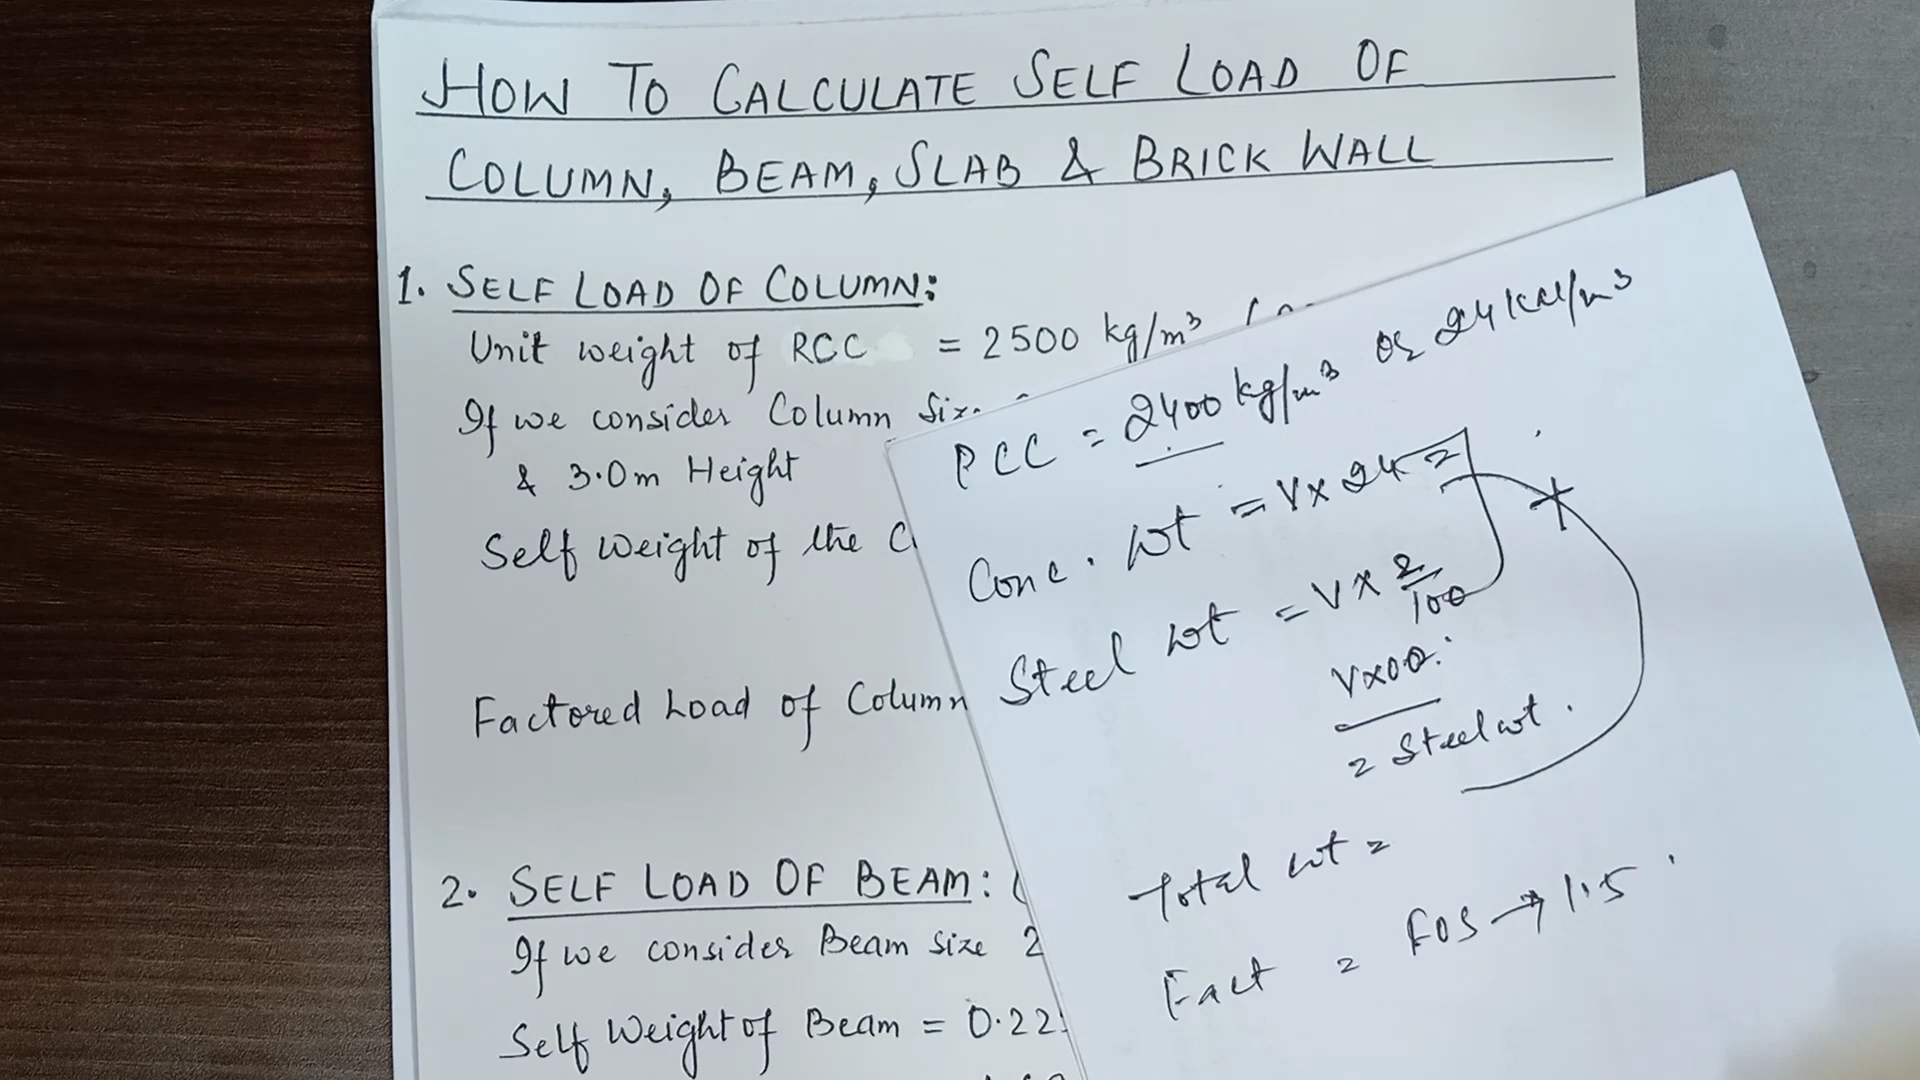 HOW TO CALCULATE SELF LOAD OF
COLUMN, BEAM, SLAB & BRICK WALL
1. SELF LOAD OF COLUMN:
Unit weight of RCC = 2500 kg/m³
If we consider Column
& 3.0m Height
Self Weight of the
Factored Load of Column
2. SELF LOAD OF BEAM:
If we consider Beam size 2
Self Weight of Beam = 0.22
PCC = 2400 kg/m³ or 24 KN/m³
Conc. wt = V x 24 =
Steel wt = V x 2/100
V x 02.
= Steel wt.
Total wt =
Fact = FOS → 1.5